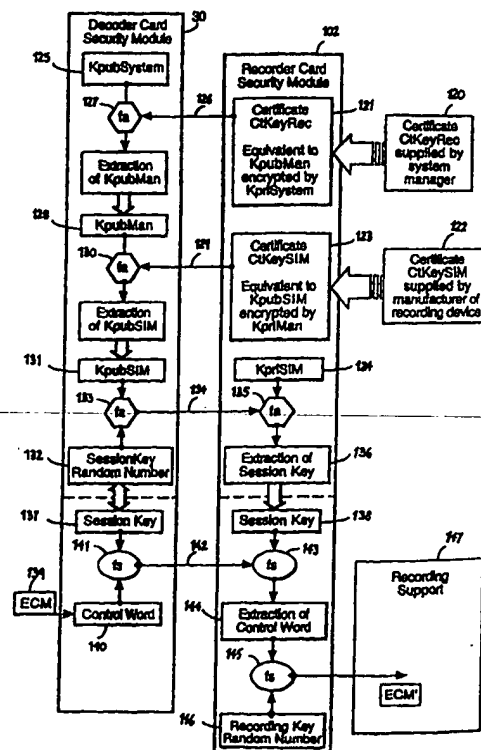 Decoder Card
Security Module
30
125
KpubSystem
127
fa
126
Extraction
of KpubMan
128
KpubMan
130
fa
129
Extraction
of KpubSIM
131
KpubSIM
133
fa
134
132
SessionKey
Random Number
137
Session Key
141
fs
142
139
ECM
Control Word
140
102
Recorder Card
Security Module
Certificate
CtKeyRec
Equivalent to
KpubMan
encrypted by
KpriSystem
121
Certificate
CtKeySIM
Equivalent to
KpubSIM
encrypted by
KpriMan
123
KpriSIM
124
135
fa
Extraction of
Session Key
136
Session Key
138
fs
143
144
Extraction of
Control Word
145
fs
Recording Key
Random Number
146
120
Certificate
CtKeyRec
supplied by
system
manager
122
Certificate
CtKeySIM
supplied by
manufacturer of
recording device
147
Recording
Support
ECM'